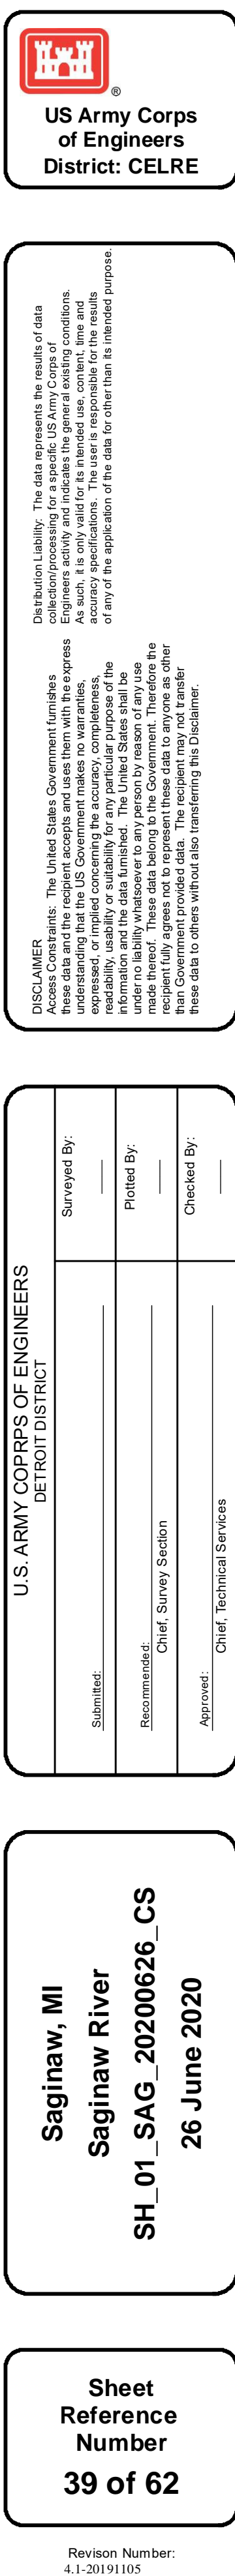 US Army Corps
of Engineers
District: CELRE
®
DISCLAIMER
Access Constraints: The United States Government furnishes
these data and the recipient accepts and uses them with the express
understanding that the US Government makes no warranties,
expressed, or implied concerning the accuracy, completeness,
readability, usability or suitability for any particular purpose of the
information and the data furnished. The United States shall be
under no liability whatsoever to any person by reason of any use
made thereof. These data belong to the Government. Therefore the
recipient fully agrees not to represent these data to anyone as other
than Government provided data. The recipient may not transfer
these data to others without also transferring this Disclaimer.
Distribution Liability: The data represents the results of data
collection/processing for a specific US Army Corps of
Engineers activity and indicates the general existing conditions.
As such, it is only valid for its intended use, content, time and
accuracy specifications. The user is responsible for the results
of any of the application of the data for other than its intended purpose.
U.S. ARMY COPRPS OF ENGINEERS
DETROIT DISTRICT
Submitted:
Surveyed By:
Recommended:
Chief, Survey Section
Plotted By:
Approved:
Chief, Technical Services
Checked By:
Saginaw, MI
Saginaw River
SH_01_SAG_20200626_CS
26 June 2020
Sheet
Reference
Number
39 of 62
Revison Number:
4.1-20191105